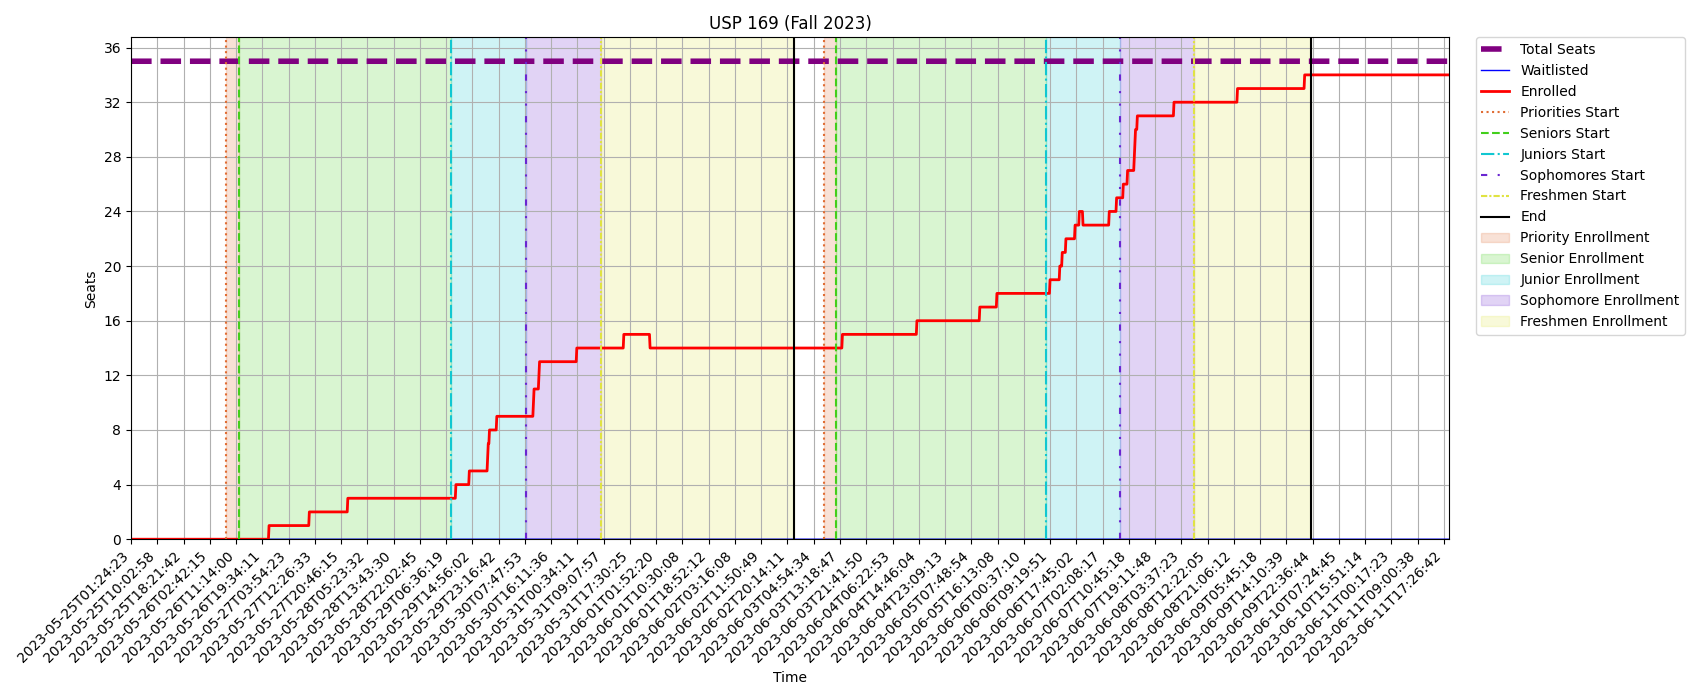 USP 169 (Fall 2023)
36
32
28
24
20
16
12
8
4
0
Seats
2023-05-25T01:24:23
2023-05-25T10:02:58
2023-05-25T18:21:42
2023-05-26T02:42:15
2023-05-26T11:14:00
2023-05-26T19:34:11
2023-05-27T03:54:23
2023-05-27T12:26:33
2023-05-27T20:46:15
2023-05-28T05:23:32
2023-05-28T13:43:30
2023-05-28T22:02:45
2023-05-29T06:36:19
2023-05-29T14:56:02
2023-05-29T23:16:42
2023-05-30T07:47:53
2023-05-30T16:11:36
2023-05-31T00:34:11
2023-05-31T09:07:57
2023-05-31T17:30:25
2023-06-01T01:52:20
2023-06-01T10:30:08
2023-06-01T18:52:12
2023-06-02T03:16:08
2023-06-02T11:50:49
2023-06-02T20:14:11
2023-06-03T04:54:34
2023-06-03T13:18:47
2023-06-03T21:41:50
2023-06-04T06:22:53
2023-06-04T14:46:04
2023-06-04T23:09:13
2023-06-05T07:48:54
2023-06-05T16:13:08
2023-06-06T00:37:10
2023-06-06T09:19:51
2023-06-06T17:45:02
2023-06-07T02:08:17
2023-06-07T10:45:18
2023-06-07T19:11:48
2023-06-08T03:37:23
2023-06-08T12:22:05
2023-06-08T21:06:12
2023-06-09T05:45:18
2023-06-09T14:10:39
2023-06-09T22:36:44
2023-06-10T07:24:45
2023-06-10T15:51:14
2023-06-11T00:17:23
2023-06-11T09:00:38
2023-06-11T17:26:42
Time
Total Seats
Waitlisted
Enrolled
Priorities Start
Seniors Start
Juniors Start
Sophomores Start
Freshmen Start
End
Priority Enrollment
Senior Enrollment
Junior Enrollment
Sophomore Enrollment
Freshmen Enrollment